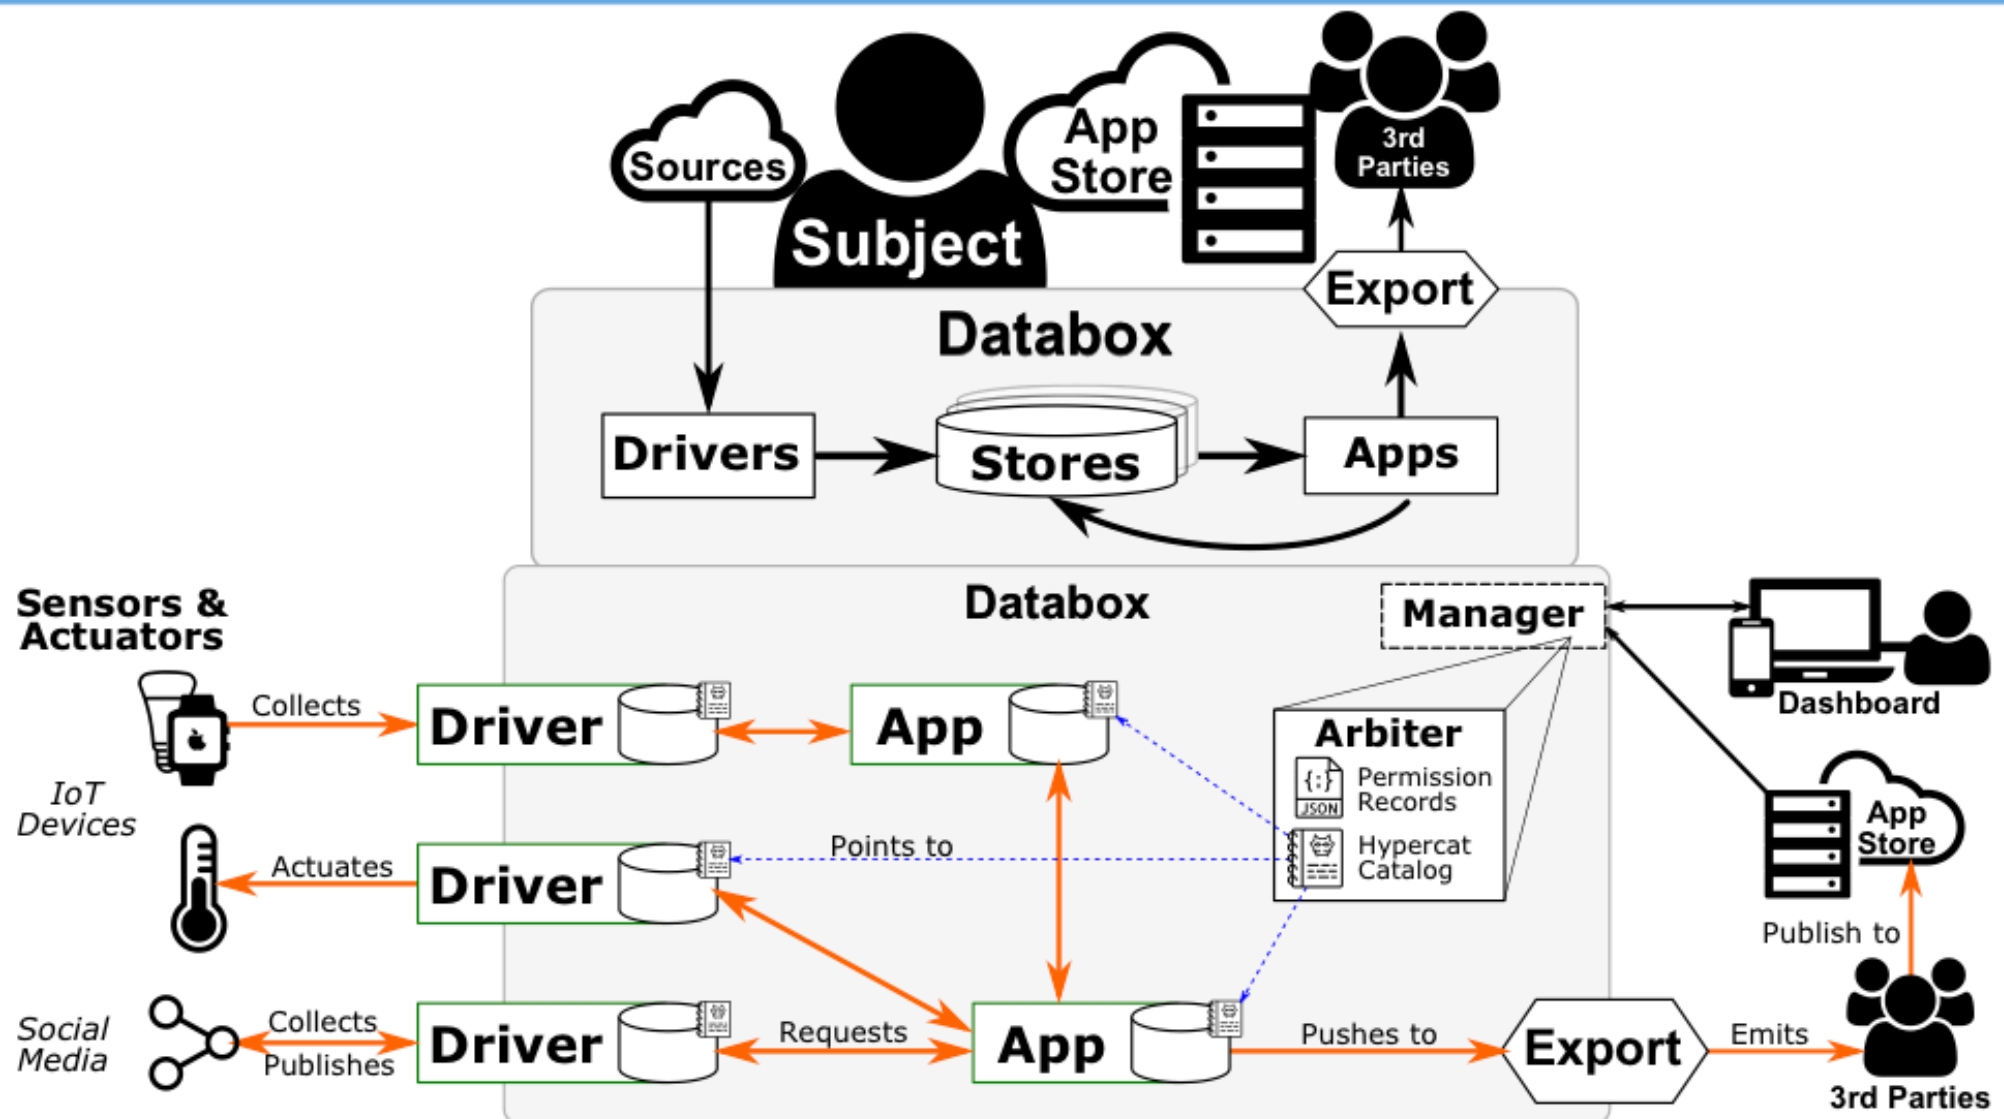 Sources
Subject
App
Store
3rd
Parties
Export
Databox
Drivers
Stores
Apps
Databox
Manager
Sensors &
Actuators
Collects
Driver
App
Arbiter
{:}
JSON
Permission
Records
Hypercat
Catalog
Dashboard
IoT
Devices
Actuates
Driver
Points to
App
Store
Publish to
Social
Media
Collects
Publishes
Driver
Requests
App
Pushes to
Export
Emits
3rd Parties